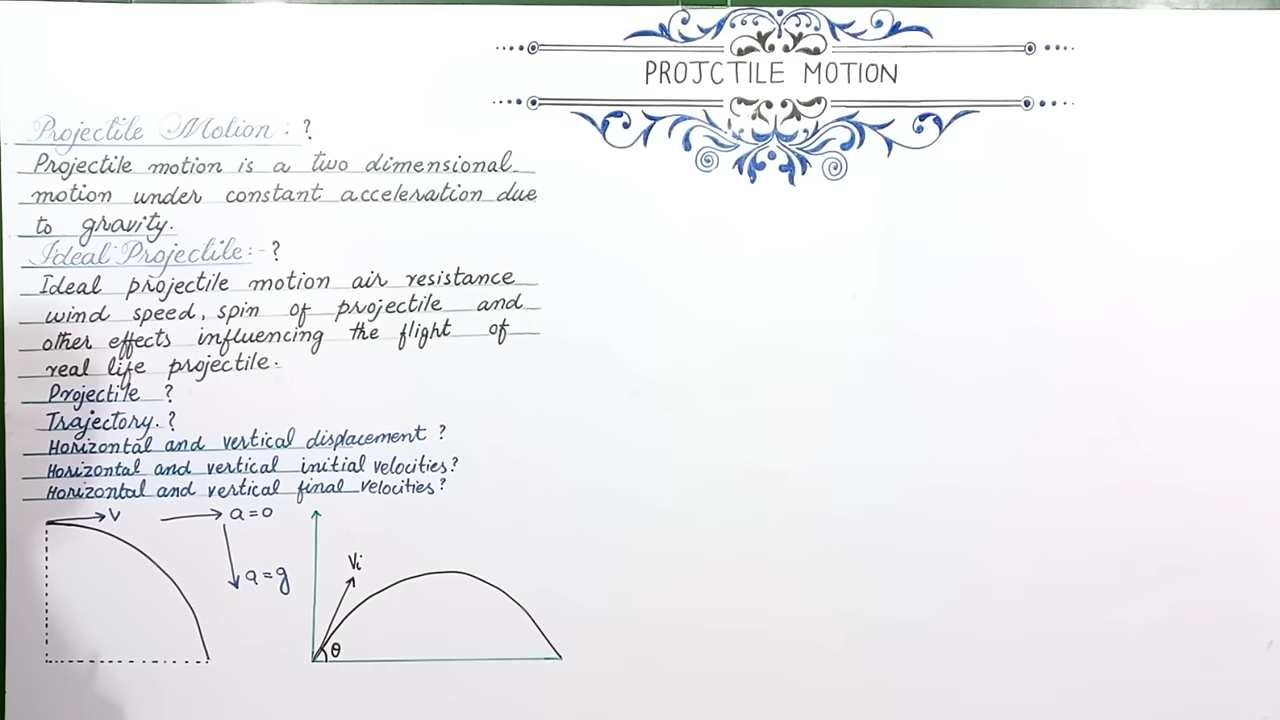 PROJCTILE MOTION
Projectile Motion : ?
Projectile motion is a two dimensional
motion under constant acceleration due
to gravity.
Ideal Projectile:- ?
Ideal projectile motion air resistance
wind speed, spin of projectile and
other effects influencing the flight of
real life projectile.
Projectile ?
Trajectory. ?
Horizontal and vertical displacement ?
Horizontal and vertical initial velocities?
Horizontal and vertical final velocities?
V
a=0
a=g
Vi
θ